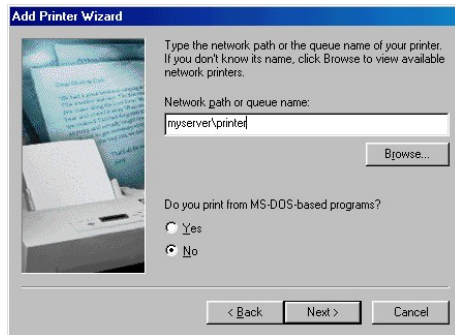 Add Printer Wizard
Type the network path or the queue name of your printer.
If you don't know its name, click Browse to view available
network printers.
Network path or queue name:
myserver\printer
Browse...
Do you print from MS-DOS-based programs?
Yes
No
< Back
Next >
Cancel